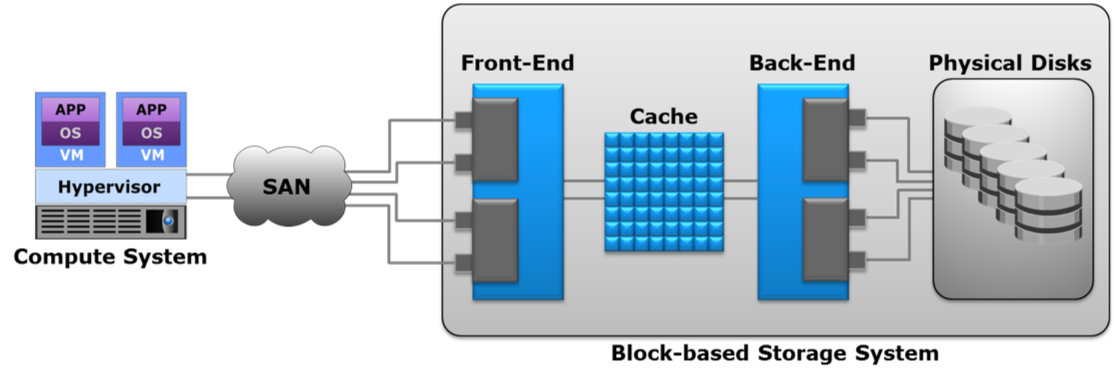 Front-End
Back-End
Physical Disks
APP
APP
OS
OS
VM
VM
Cache
Hypervisor
SAN
Compute System
Block-based Storage System